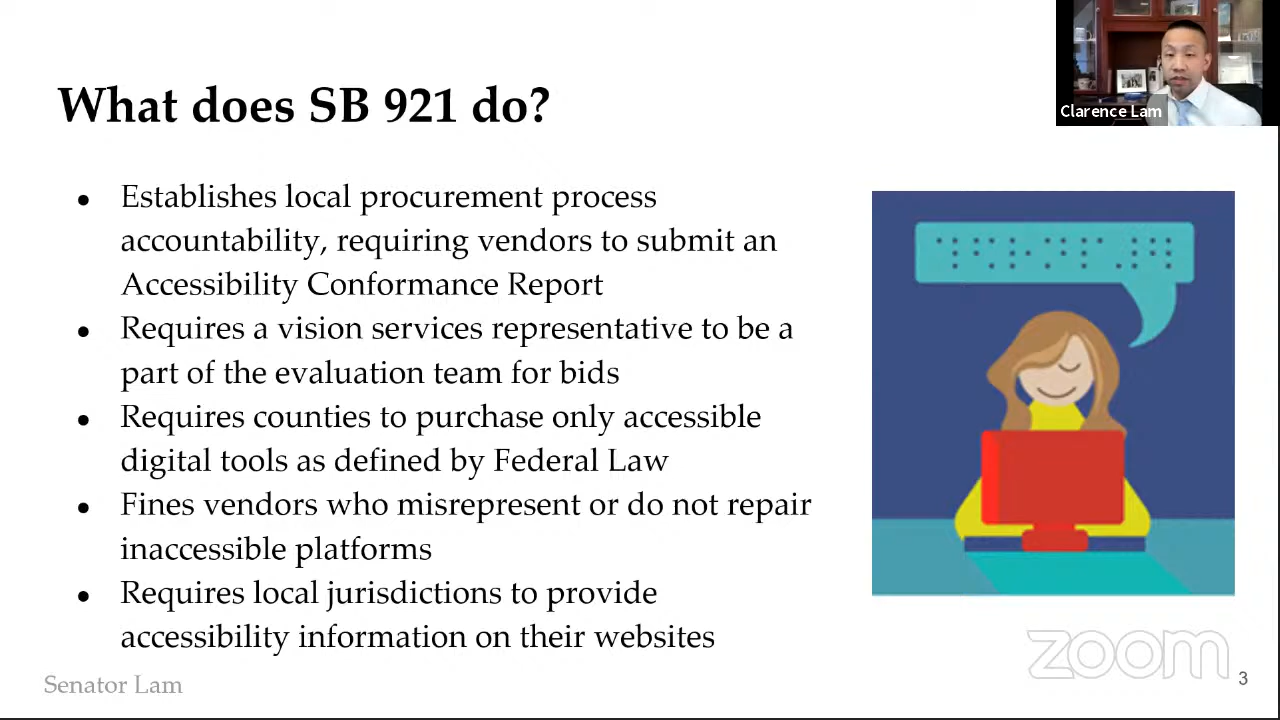 What does SB 921 do?
Clarence Lam
● Establishes local procurement process
accountability, requiring vendors to submit an
Accessibility Conformance Report
● Requires a vision services representative to be a
part of the evaluation team for bids
● Requires counties to purchase only accessible
digital tools as defined by Federal Law
● Fines vendors who misrepresent or do not repair
inaccessible platforms
● Requires local jurisdictions to provide
accessibility information on their websites
Senator Lam
zoom
3